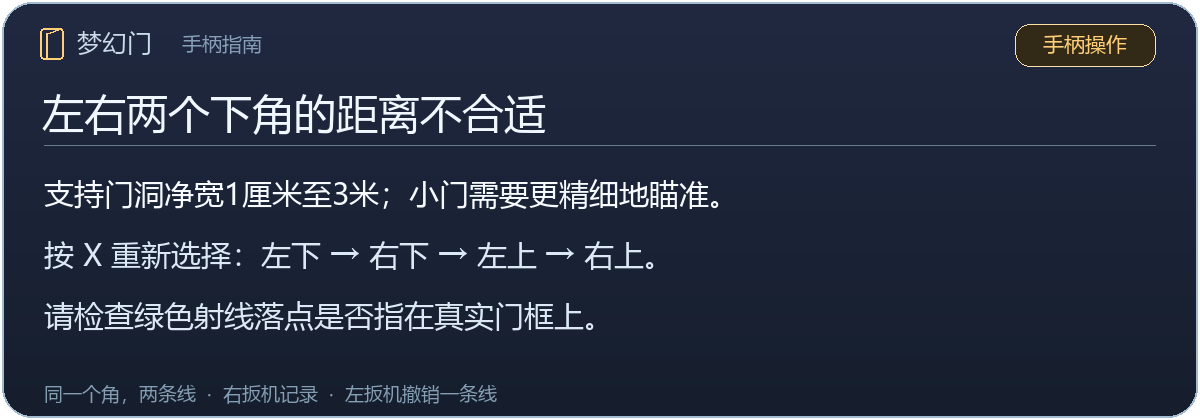 梦幻门 手柄指南 手柄操作
左右两个下角的距离不合适
支持门洞净宽1厘米至3米；小门需要更精细地瞄准。
按 X 重新选择：左下 → 右下 → 左上 → 右上。
请检查绿色射线落点是否指在真实门框上。
同一个角，两条线 · 右扳机记录 · 左扳机撤销一条线